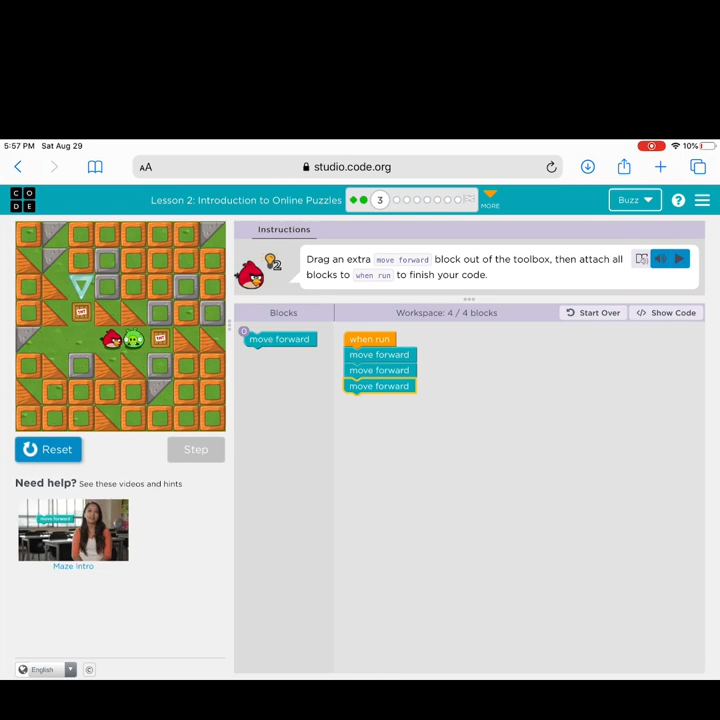 5:57 PM Sat Aug 29
10%
AA
studio.code.org
C O
D E
Lesson 2: Introduction to Online Puzzles
3
MORE
Buzz
?
Instructions
2
Drag an extra move forward block out of the toolbox, then attach all
blocks to when run to finish your code.
Blocks
Workspace: 4 / 4 blocks
Start Over
</> Show Code
move forward
when run
move forward
move forward
move forward
TNT
TNT
Reset
Step
Need help? See these videos and hints
move forward
Maze Intro
English
©